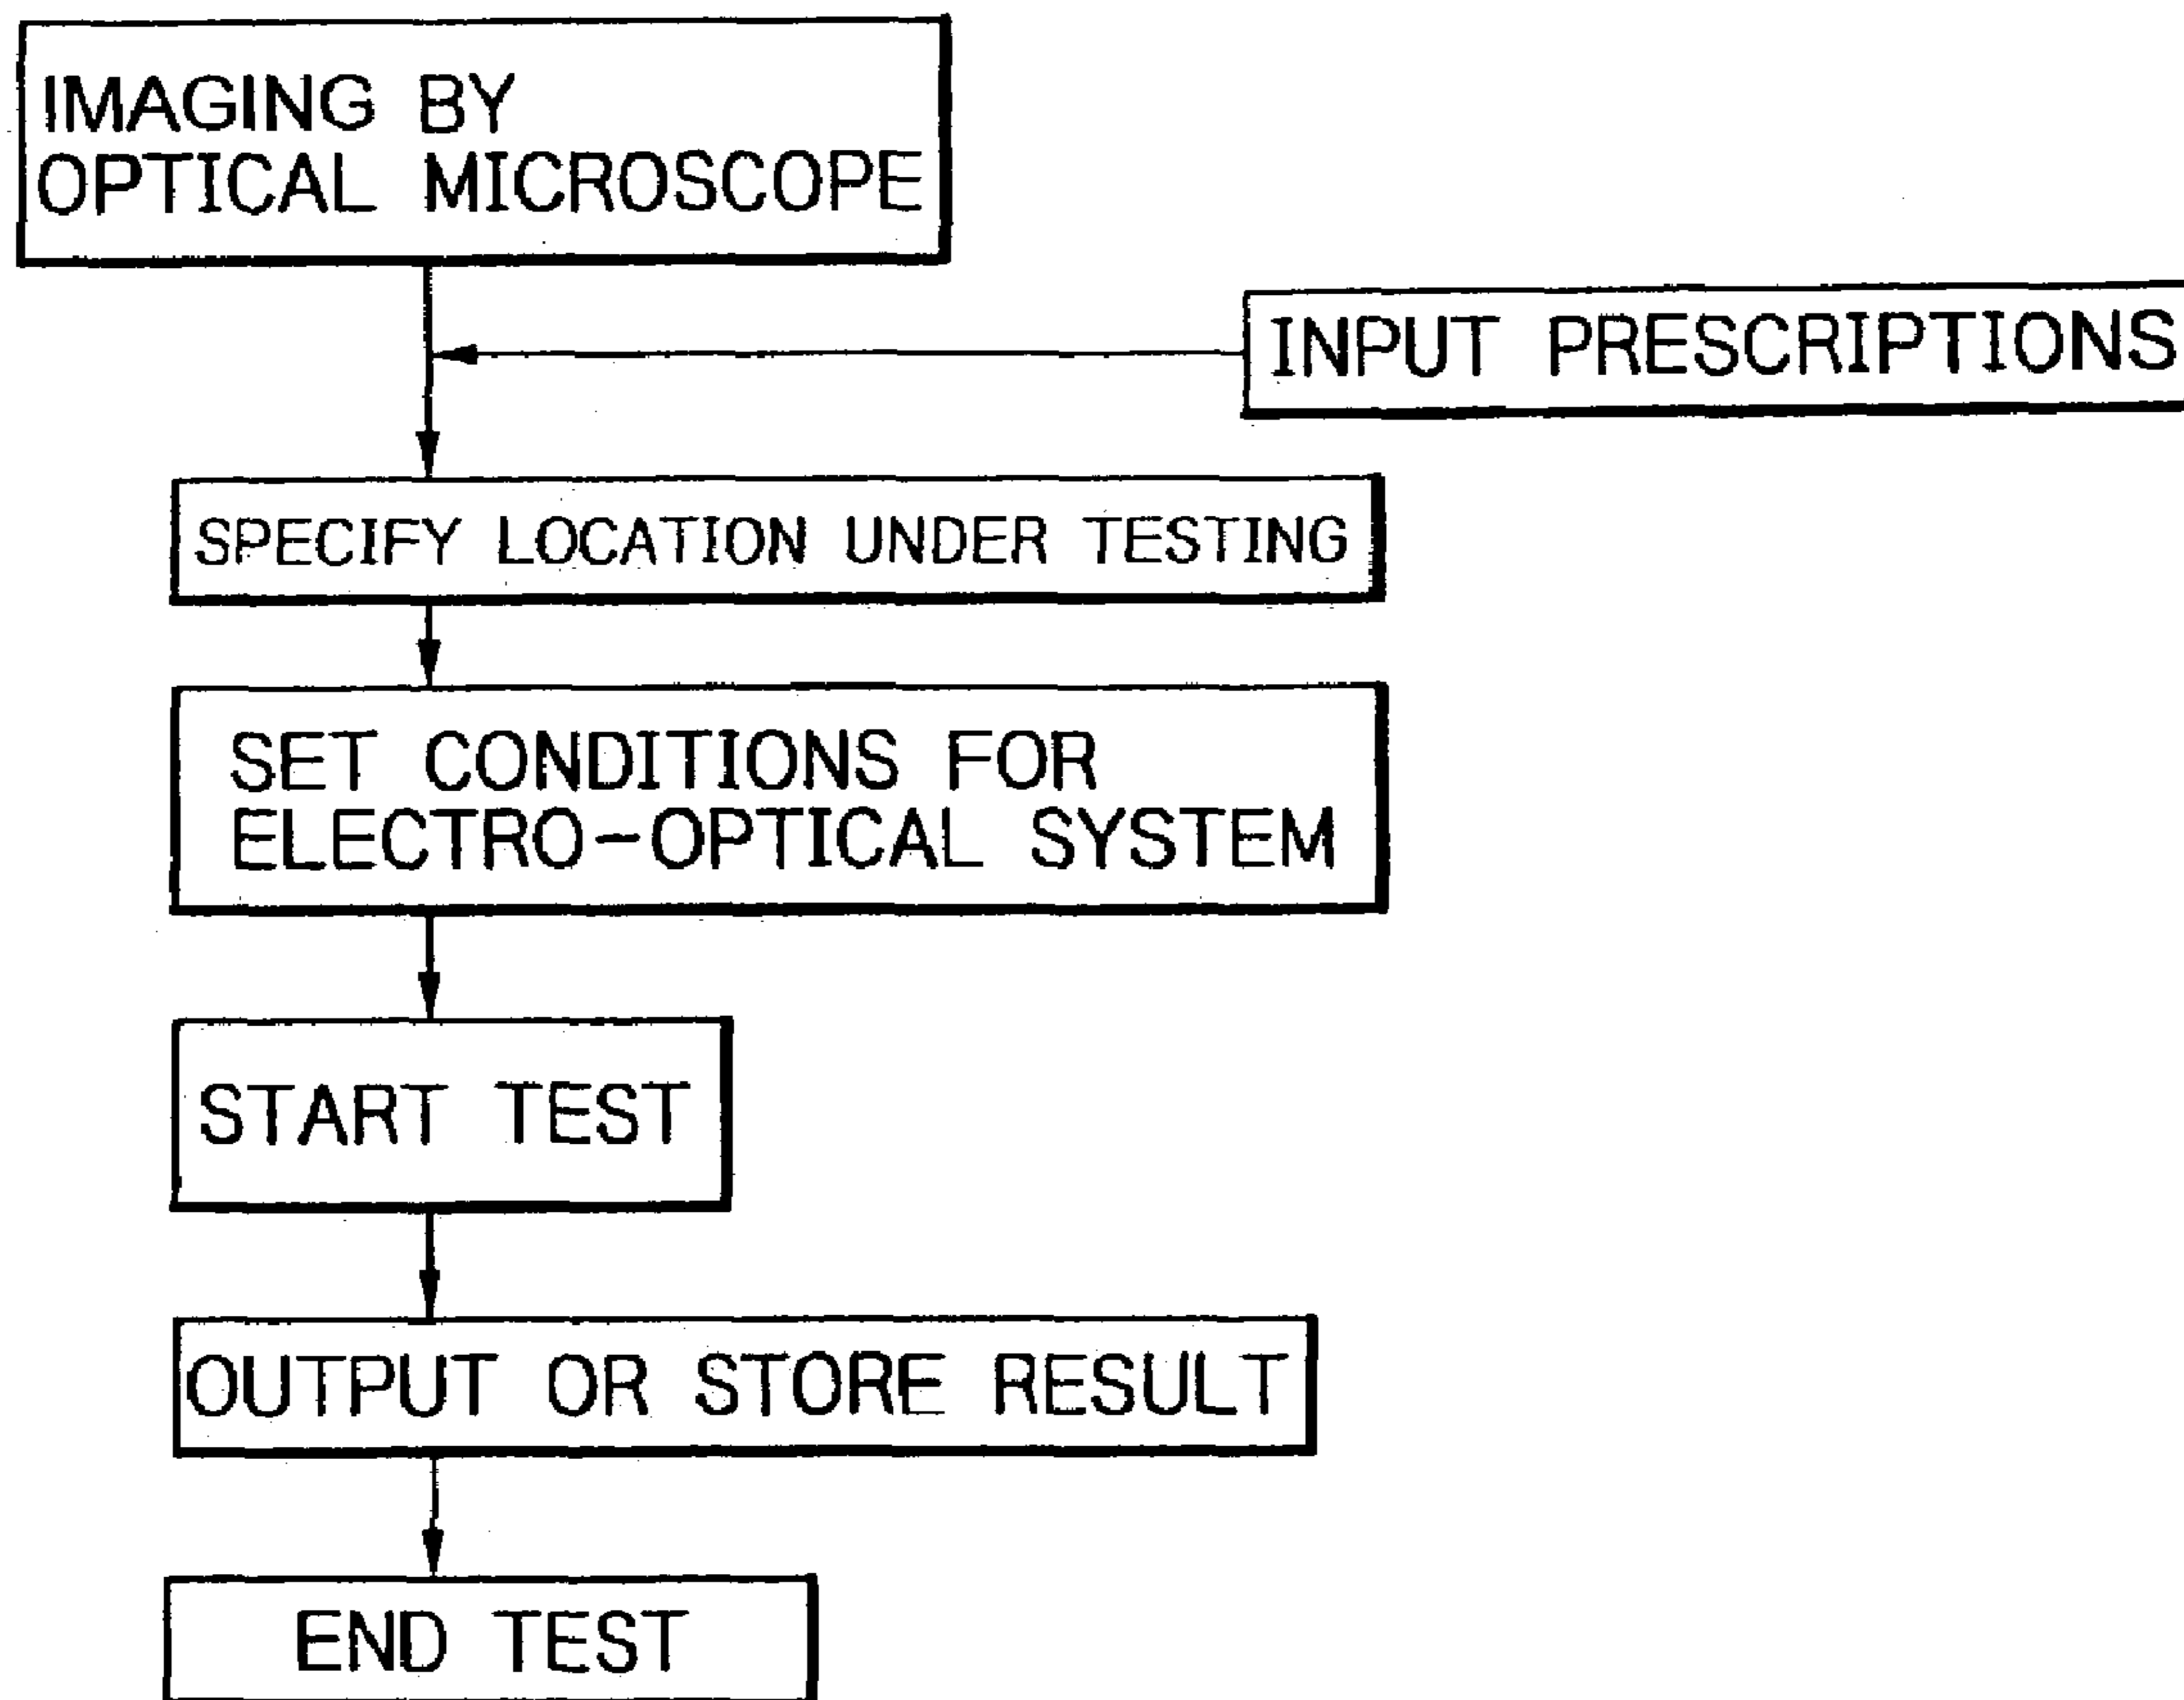 IMAGING BY
OPTICAL MICROSCOPE
INPUT PRESCRIPTIONS
SPECIFY LOCATION UNDER TESTING
SET CONDITIONS FOR
ELECTRO-OPTICAL SYSTEM
START TEST
OUTPUT OR STORE RESULT
END TEST